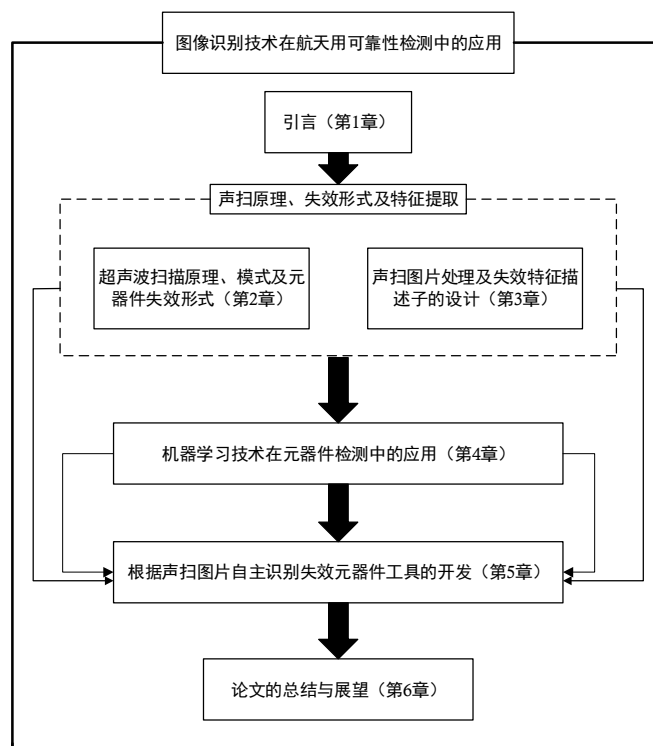 图像识别技术在航天用可靠性检测中的应用
引言（第1章）
声扫原理、失效形式及特征提取
超声波扫描原理、模式及元
器件失效形式（第2章）
声扫图片处理及失效特征描
述子的设计（第3章）
机器学习技术在元器件检测中的应用（第4章）
根据声扫图片自主识别失效元器件工具的开发（第5章）
论文的总结与展望（第6章）